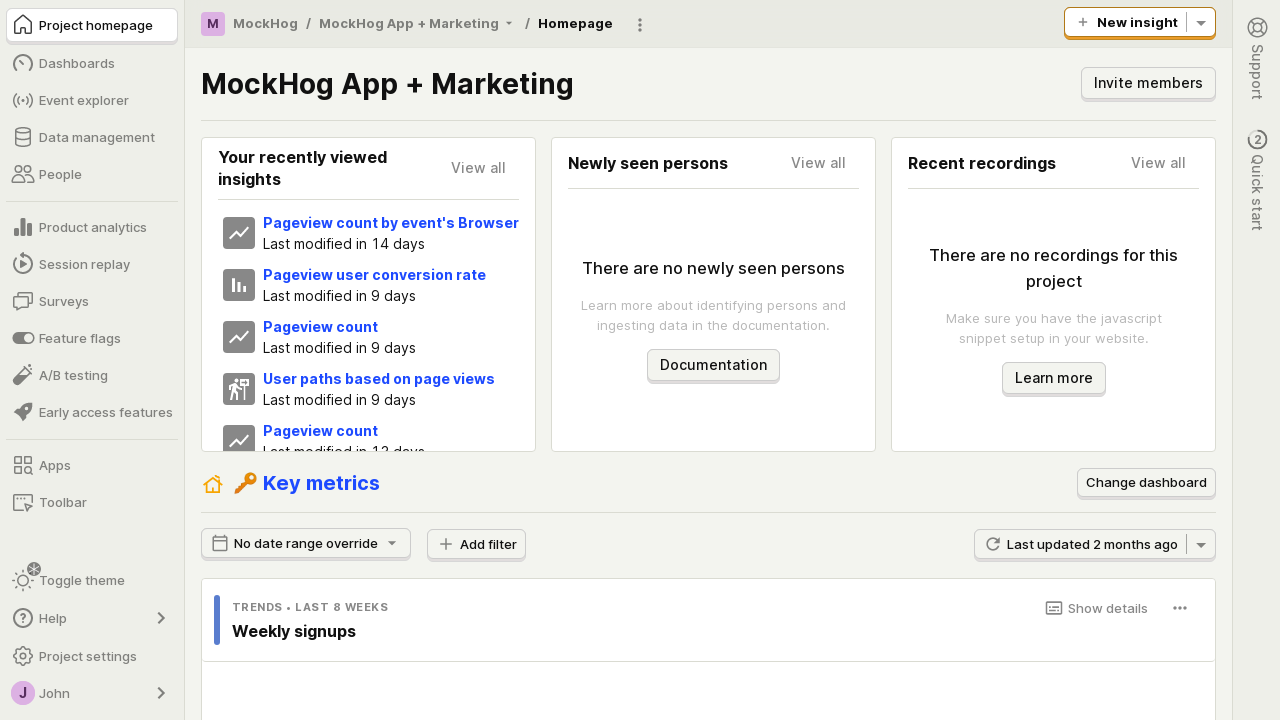 Project homepage
Dashboards
Event explorer
Data management
People
Product analytics
Session replay
Surveys
Feature flags
A/B testing
Early access features
Apps
Toolbar
Toggle theme
Help
Project settings
J John
M MockHog / MockHog App + Marketing / Homepage
New insight
MockHog App + Marketing
Invite members
Your recently viewed
insights
View all
Pageview count by event's Browser
Last modified in 14 days
Pageview user conversion rate
Last modified in 9 days
Pageview count
Last modified in 9 days
User paths based on page views
Last modified in 9 days
Pageview count
Last modified in 13 days
Newly seen persons
View all
There are no newly seen persons
Learn more about identifying persons and
ingesting data in the documentation.
Documentation
Recent recordings
View all
There are no recordings for this
project
Make sure you have the javascript
snippet setup in your website.
Learn more
Key metrics
Change dashboard
No date range override
Add filter
Last updated 2 months ago
TRENDS • LAST 8 WEEKS
Weekly signups
Show details
Support
2
Quick start